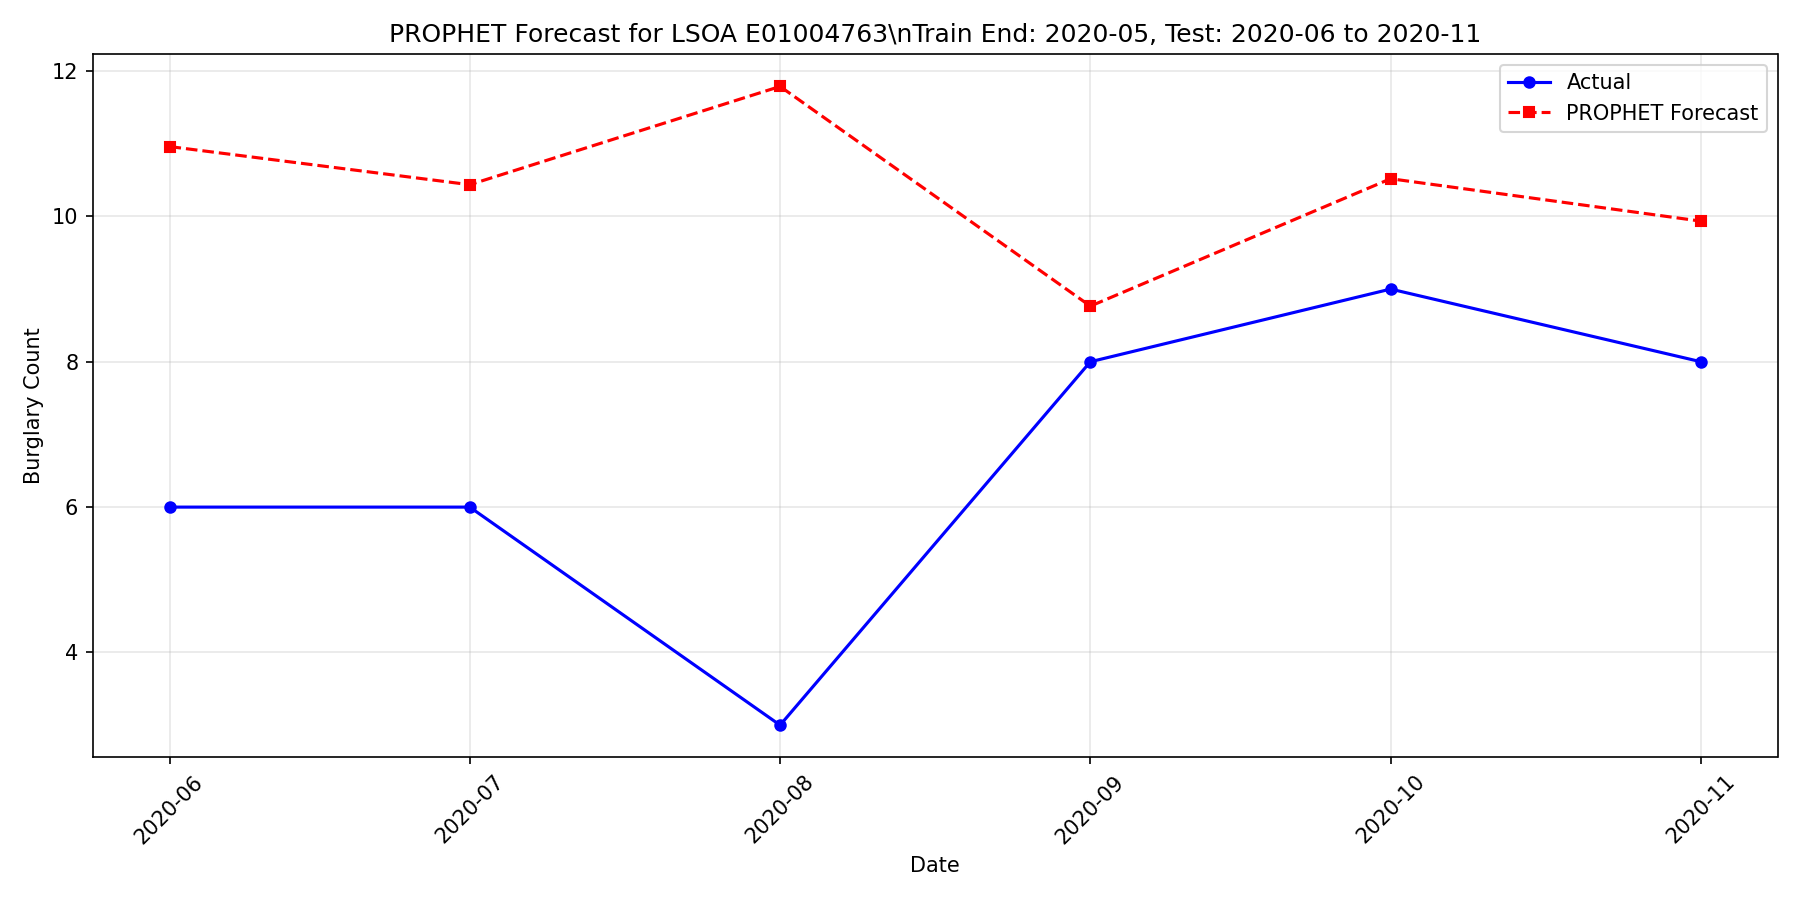 PROPHET Forecast for LSOA E01004763\nTrain End: 2020-05, Test: 2020-06 to 2020-11
Actual
PROPHET Forecast
12
10
8
6
4
Burglary Count
2020-06
2020-07
2020-08
2020-09
2020-10
2020-11
Date